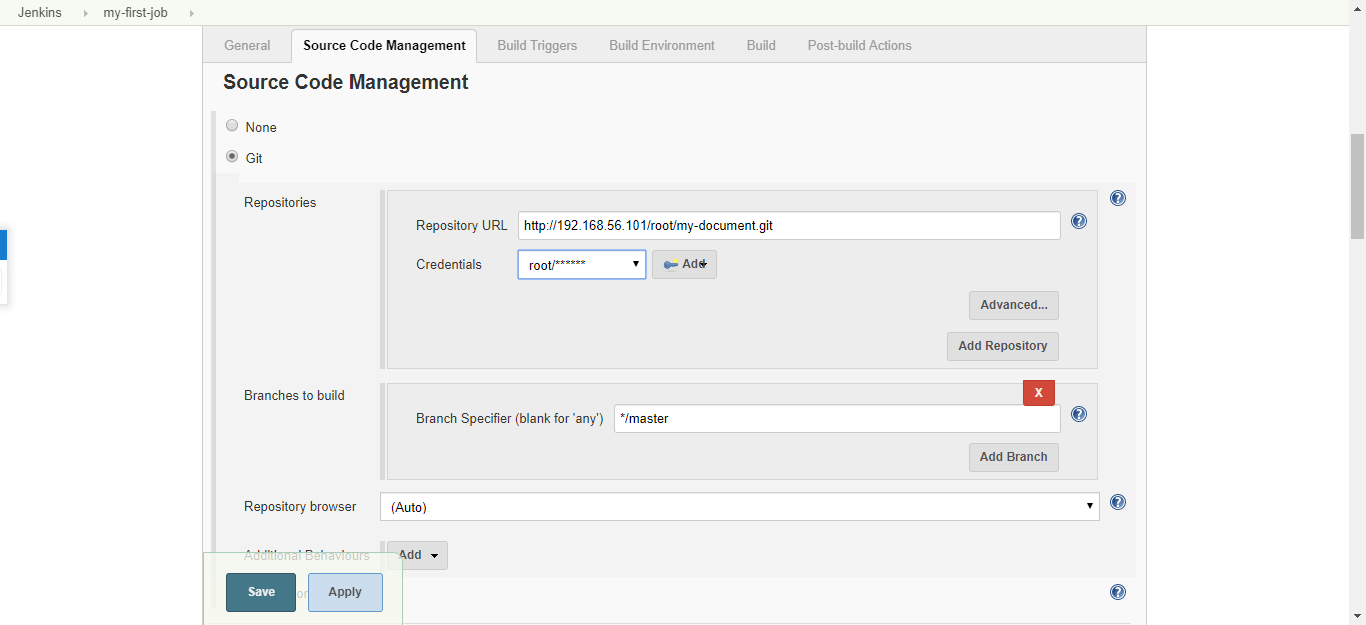 Jenkins my-first-job
General Source Code Management Build Triggers Build Environment Build Post-build Actions
Source Code Management
None
Git
Repositories
Repository URL http://192.168.56.101/root/my-document.git
Credentials root/****** Add
Advanced...
Add Repository
Branches to build
X
Branch Specifier (blank for 'any') */master
Add Branch
Repository browser (Auto)
Additional Behaviours Add
Save Apply